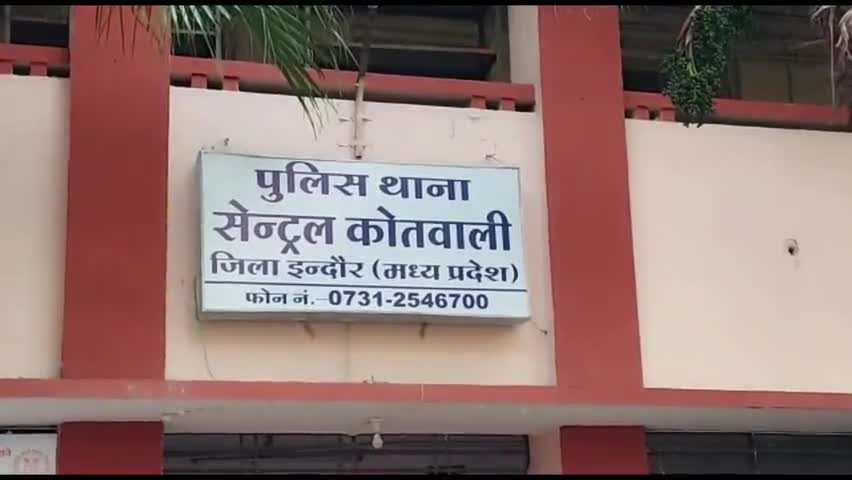 पुलिस थाना
सेन्ट्रल कोतवाली
जिला इन्दौर (मध्य प्रदेश)
फोन नं.-0731-2546700